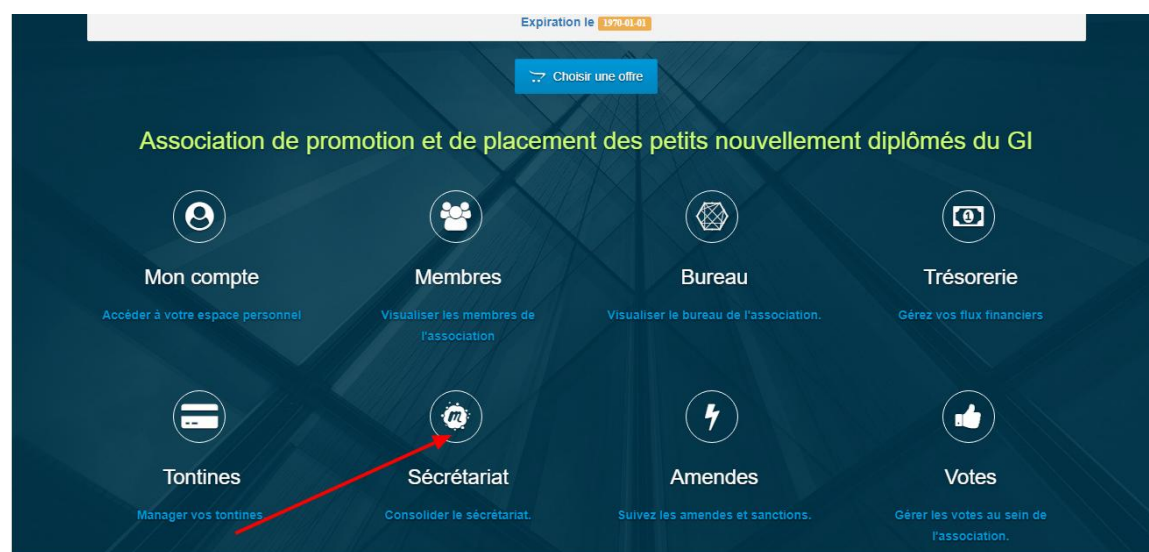 Expiration le 1970-01-01
Choisir une offre
Association de promotion et de placement des petits nouvellement diplômés du GI
Mon compte
Membres
Bureau
Trésorerie
Accéder à votre espace personnel
Visualiser les membres de
l'association
Visualiser le bureau de l'association.
Gérez vos flux financiers
Tontines
Sécrétariat
Amendes
Votes
Manager vos tontines
Consolider le sécrétariat.
Suivez les amendes et sanctions.
Gérer les votes au sein de
l'association.